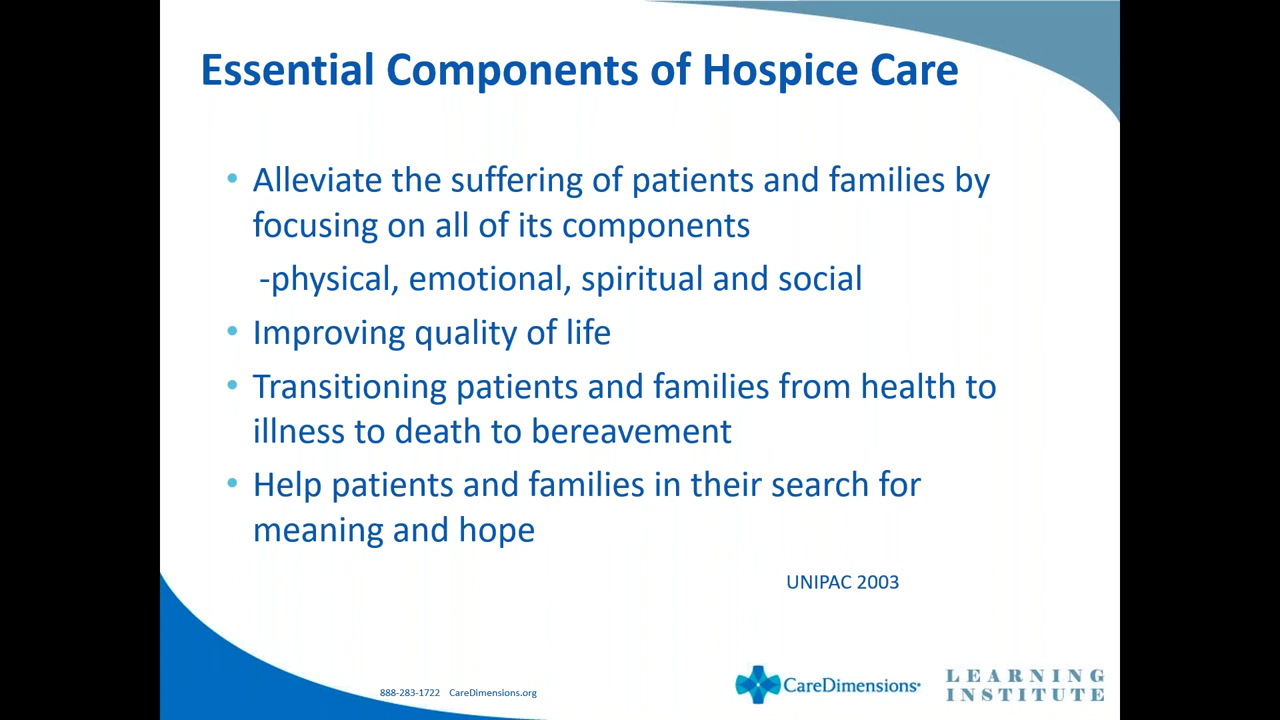 Essential Components of Hospice Care
• Alleviate the suffering of patients and families by
focusing on all of its components
-physical, emotional, spiritual and social
• Improving quality of life
• Transitioning patients and families from health to
illness to death to bereavement
• Help patients and families in their search for
meaning and hope
UNIPAC 2003
888-283-1722 CareDimensions.org
CareDimensions
LEARNING
INSTITUTE